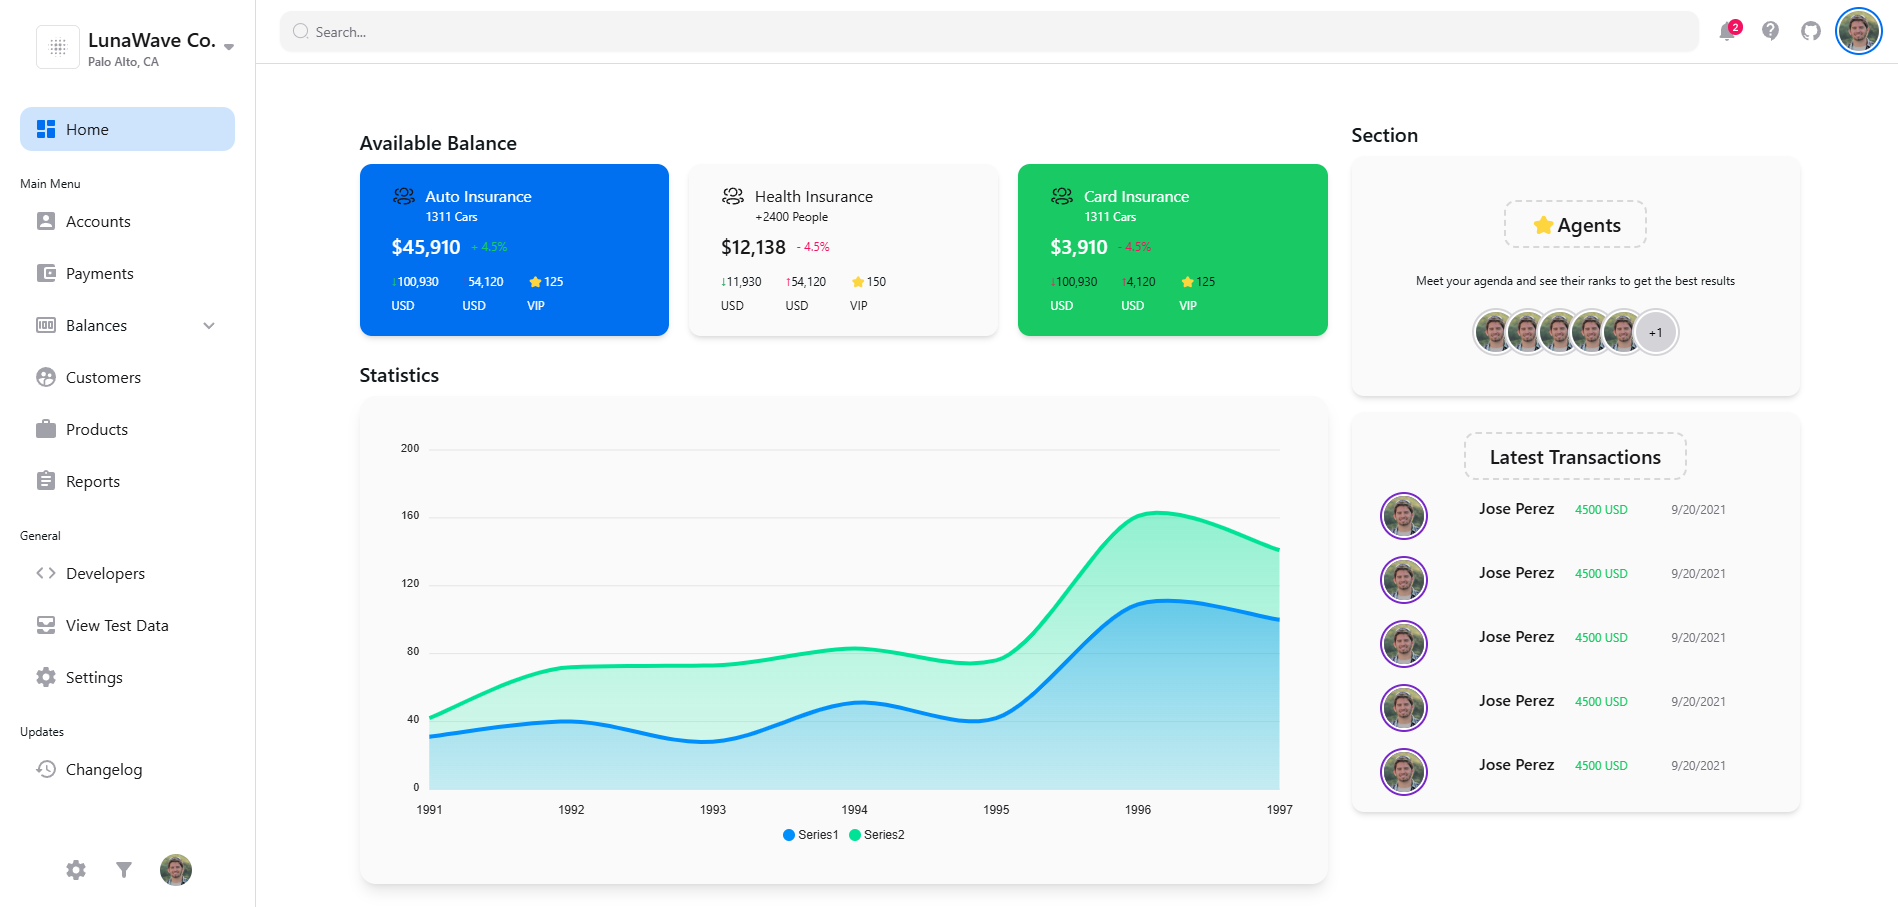 LunaWave Co.
Palo Alto, CA
Home
Main Menu
Accounts
Payments
Balances
Customers
Products
Reports
General
Developers
View Test Data
Settings
Updates
Changelog
Search...
2
Available Balance
Auto Insurance
1311 Cars
$45,910 + 4.5%
↓100,930 54,120 ⭐125
USD USD VIP
Health Insurance
+2400 People
$12,138 - 4.5%
↓11,930 ↑54,120 ⭐150
USD USD VIP
Card Insurance
1311 Cars
$3,910 - 4.5%
↓100,930 ↑4,120 ⭐125
USD USD VIP
Statistics
200
160
120
80
40
0
1991 1992 1993 1994 1995 1996 1997
Series1 Series2
Section
⭐Agents
Meet your agenda and see their ranks to get the best results
+1
Latest Transactions
Jose Perez 4500 USD 9/20/2021
Jose Perez 4500 USD 9/20/2021
Jose Perez 4500 USD 9/20/2021
Jose Perez 4500 USD 9/20/2021
Jose Perez 4500 USD 9/20/2021